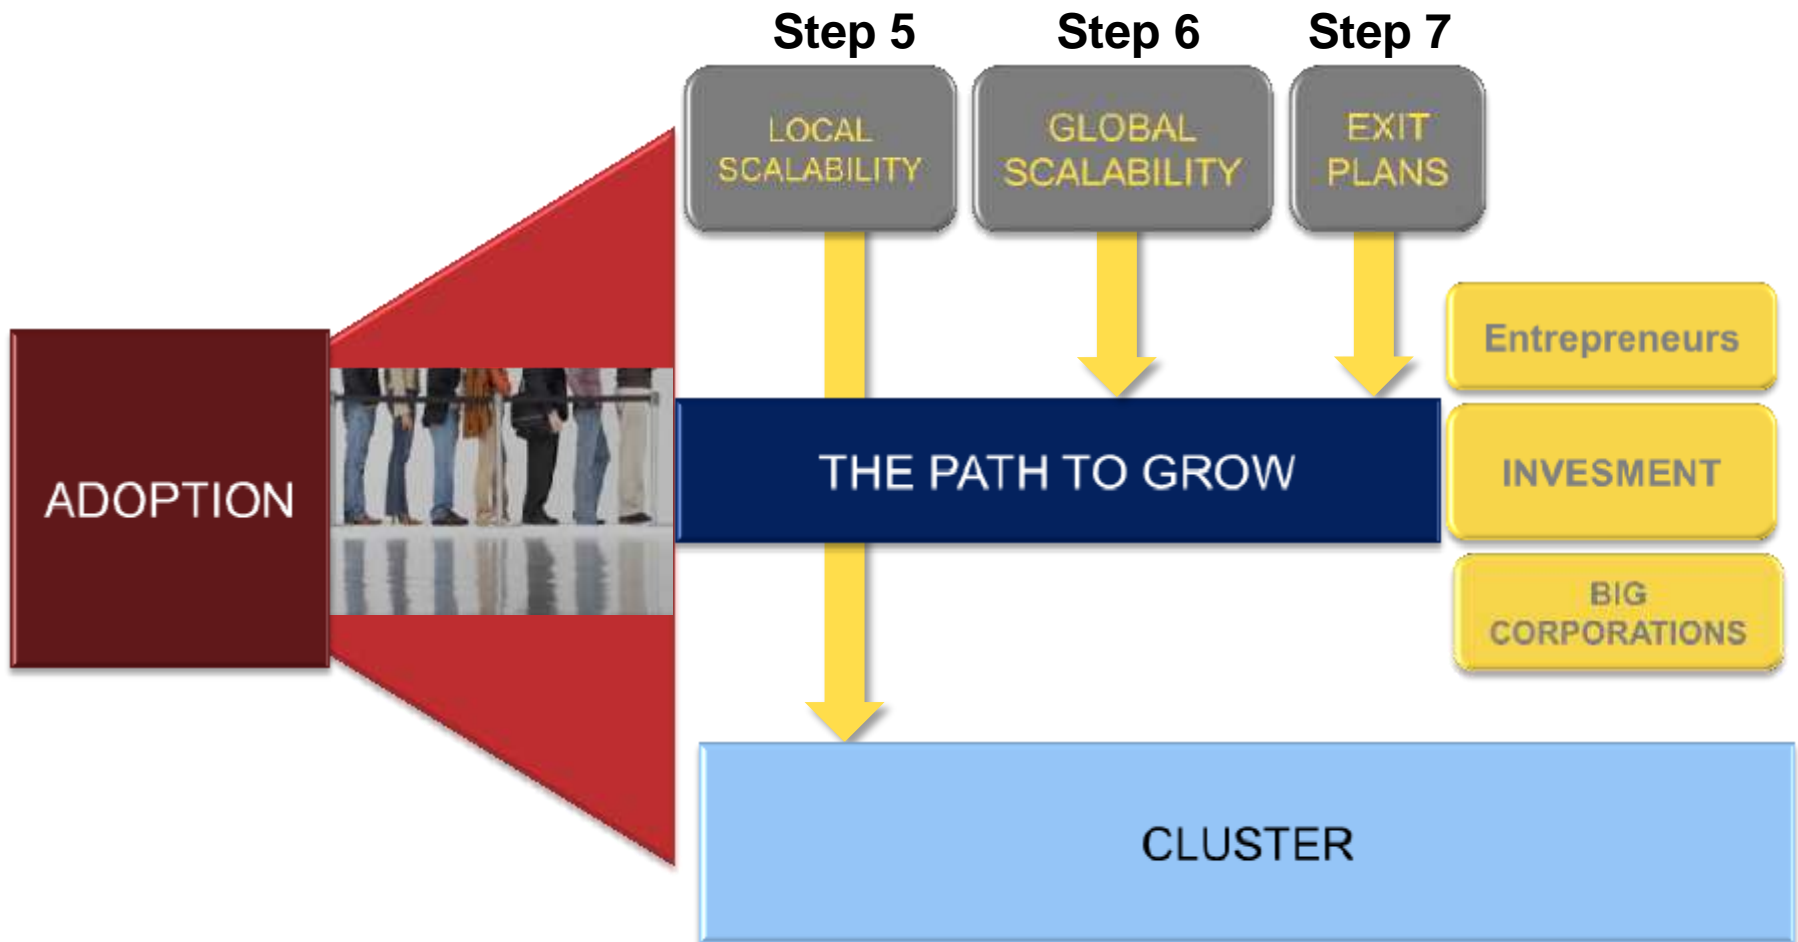 Step 5
Step 6
Step 7
LOCAL
SCALABILITY
GLOBAL
SCALABILITY
EXIT
PLANS
ADOPTION
THE PATH TO GROW
Entrepreneurs
INVESMENT
BIG
CORPORATIONS
CLUSTER